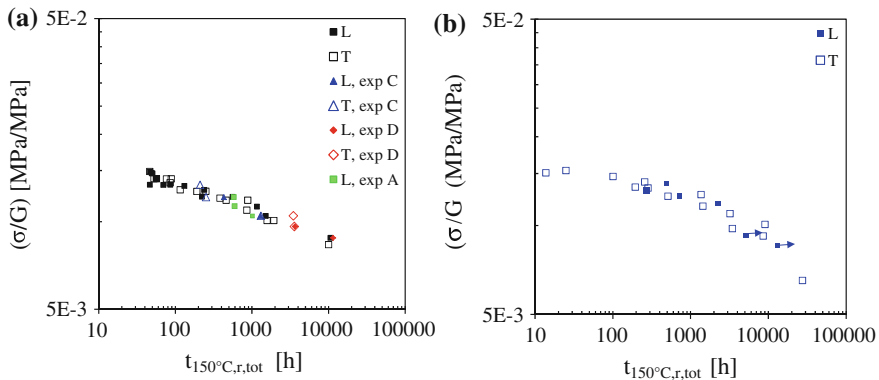 (a)
5E-2
5E-3
(σ/G) [MPa/MPa]
L
T
L, exp C
T, exp C
L, exp D
T, exp D
L, exp A
10
100
1000
10000
100000
t150°C,r,tot [h]
(b)
5E-2
5E-3
(σ/G (MPa/MPa)
L
T
10
100
1000
10000
100000
t150°C,r,tot [h]